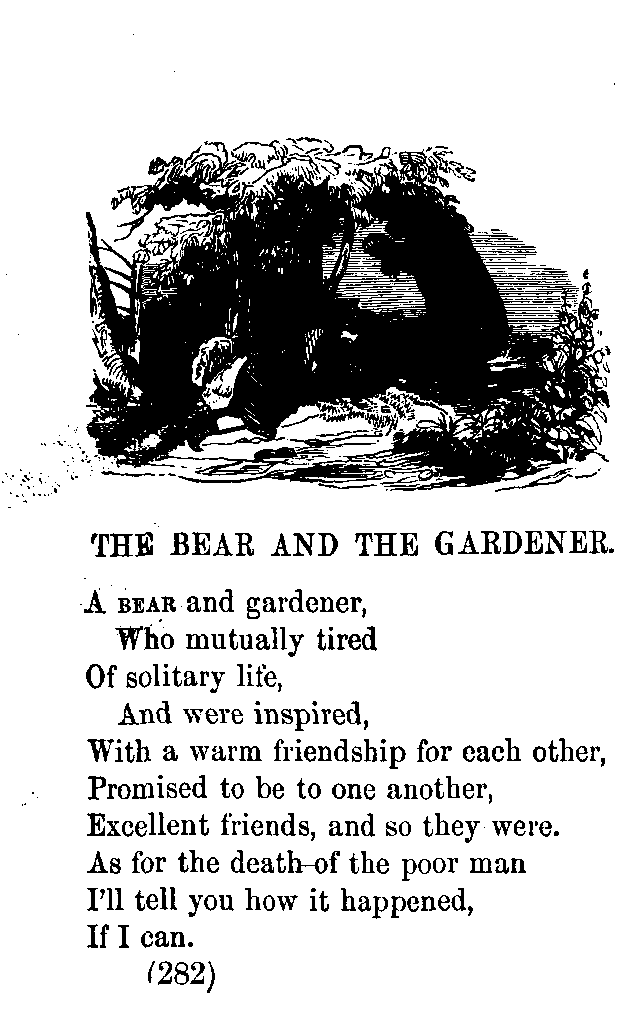 THE BEAR AND THE GARDENER.
A BEAR and gardener,
Who mutually tired
Of solitary life,
And were inspired,
With a warm friendship for each other,
Promised to be to one another,
Excellent friends, and so they were.
As for the death of the poor man
I'll tell you how it happened,
If I can.
(282)